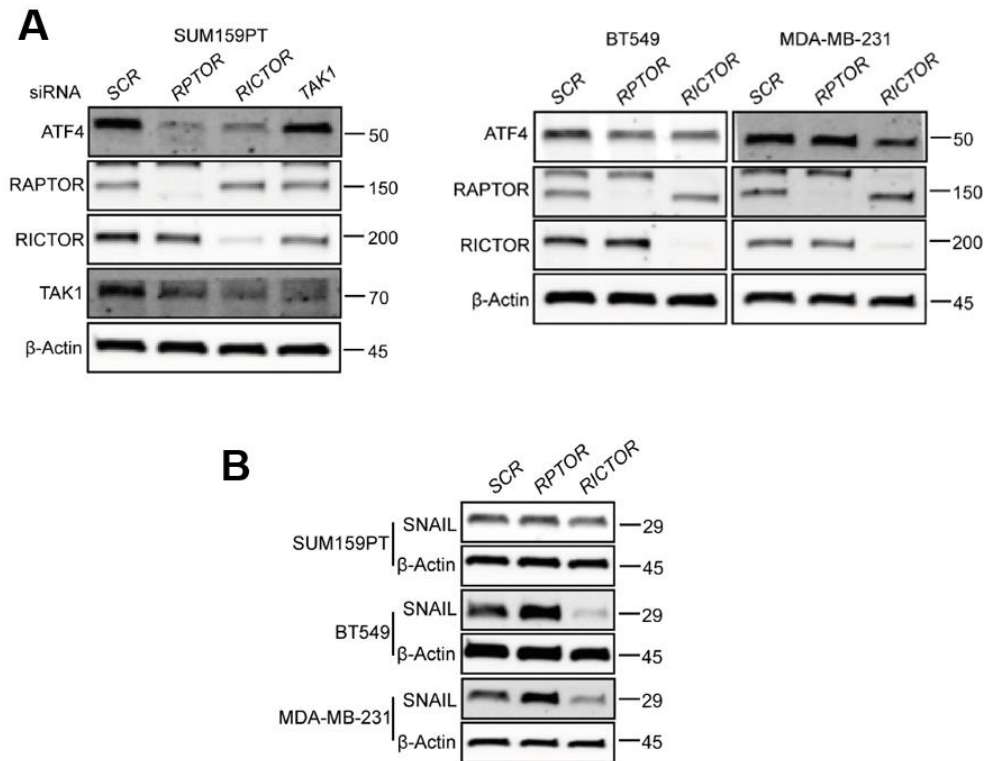 A
SUM159PT
siRNA SCR RPTOR RICTOR TAK1
ATF4 50
RAPTOR 150
RICTOR 200
TAK1 70
β-Actin 45
BT549 MDA-MB-231
SCR RPTOR RICTOR SCR RPTOR RICTOR
ATF4 50
RAPTOR 150
RICTOR 200
β-Actin 45
B
SCR RPTOR RICTOR
SUM159PT
SNAIL 29
β-Actin 45
BT549
SNAIL 29
β-Actin 45
MDA-MB-231
SNAIL 29
β-Actin 45